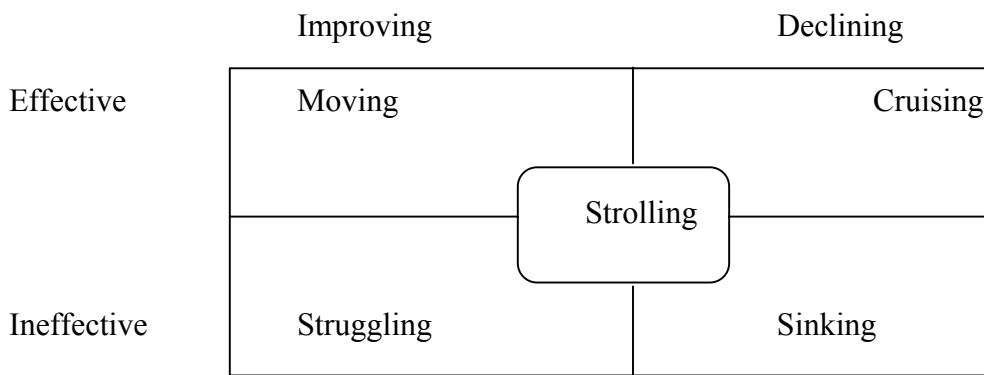 Improving Declining
Effective Moving Cruising
Strolling
Ineffective Struggling Sinking